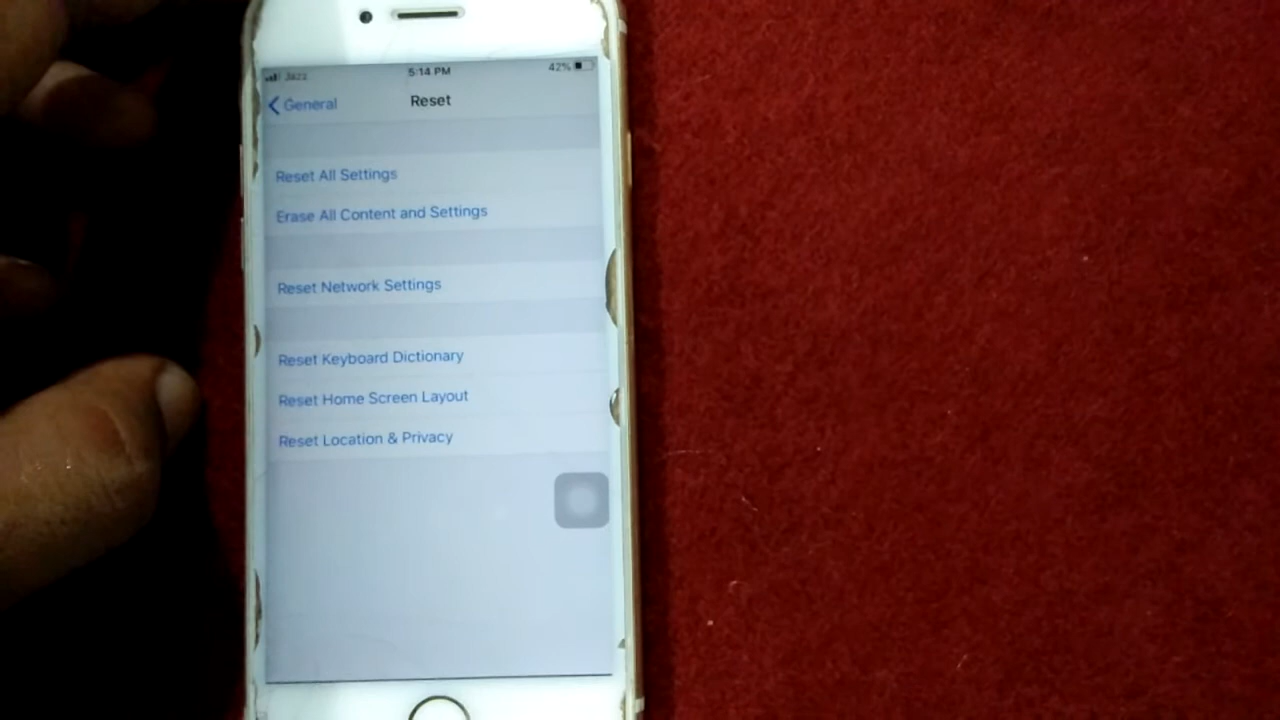 Jazz
5:14 PM
42%
General
Reset
Reset All Settings
Erase All Content and Settings
Reset Network Settings
Reset Keyboard Dictionary
Reset Home Screen Layout
Reset Location & Privacy